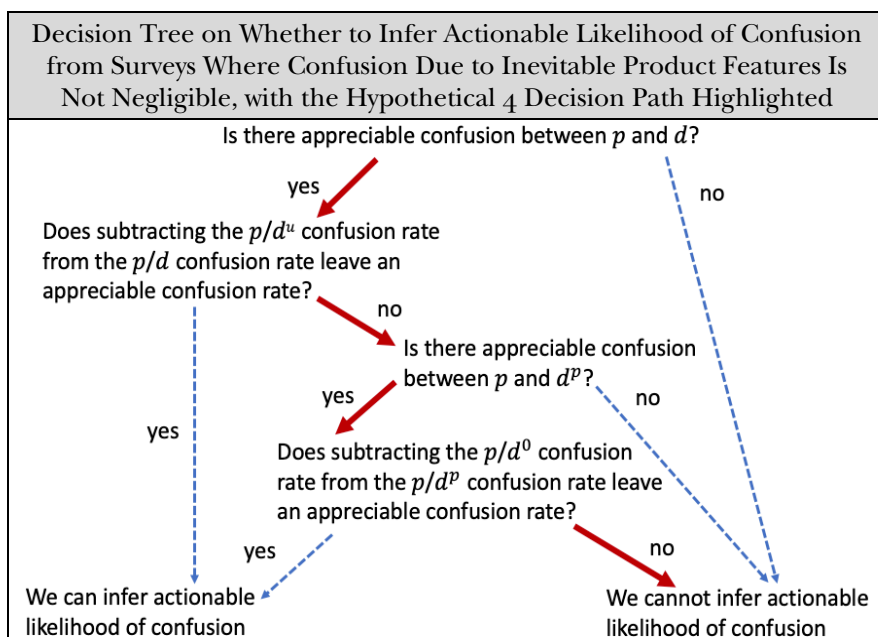 Decision Tree on Whether to Infer Actionable Likelihood of Confusion
from Surveys Where Confusion Due to Inevitable Product Features Is
Not Negligible, with the Hypothetical 4 Decision Path Highlighted
Is there appreciable confusion between p and d?
yes
no
Does subtracting the p/dᵘ confusion rate
from the p/d confusion rate leave an
appreciable confusion rate?
no
Is there appreciable confusion
between p and dᵖ?
yes
no
yes
Does subtracting the p/d⁰ confusion
rate from the p/dᵖ confusion rate leave
an appreciable confusion rate?
yes
no
We can infer actionable
likelihood of confusion
We cannot infer actionable
likelihood of confusion